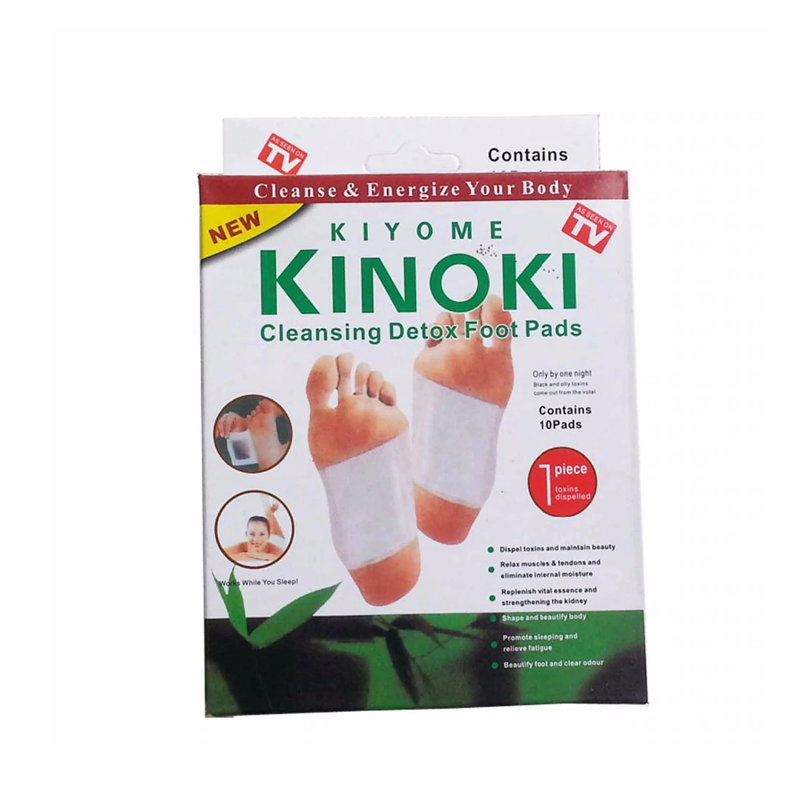 AS SEEN ON
TV
Contains
Cleanse & Energize Your Body
NEW
AS SEEN ON
TV
KIYOME
KINOKI
Cleansing Detox Foot Pads
Only by one night
Black and oily toxins
come out from the volal
Contains
10Pads
1 piece
toxins
dispelled
Works While You Sleep!
Dispel toxins and maintain beauty
Relax muscles & tendons and
eliminate internal moisture
Replenish vital essence and
strengthening the kidney
Shape and beautify body
Promote sleeping and
relieve fatigue
Beautify foot and clear odour